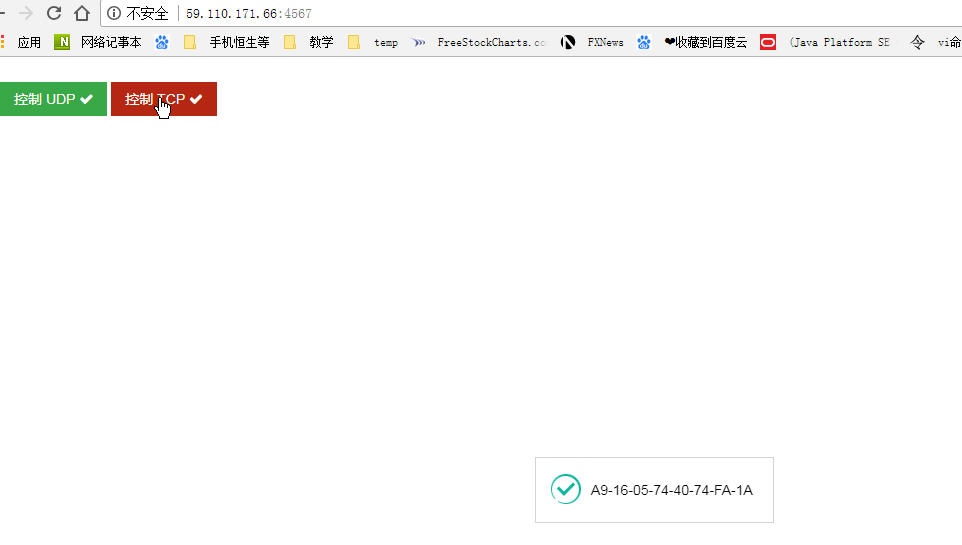 不安全 59.110.171.66:4567
应用 N 网络记事本 手机恒生等 教学 temp FreeStockCharts.co FXNews ❤收藏到百度云 (Java Platform SE 令 vi命
控制 UDP 控制 TCP
A9-16-05-74-40-74-FA-1A